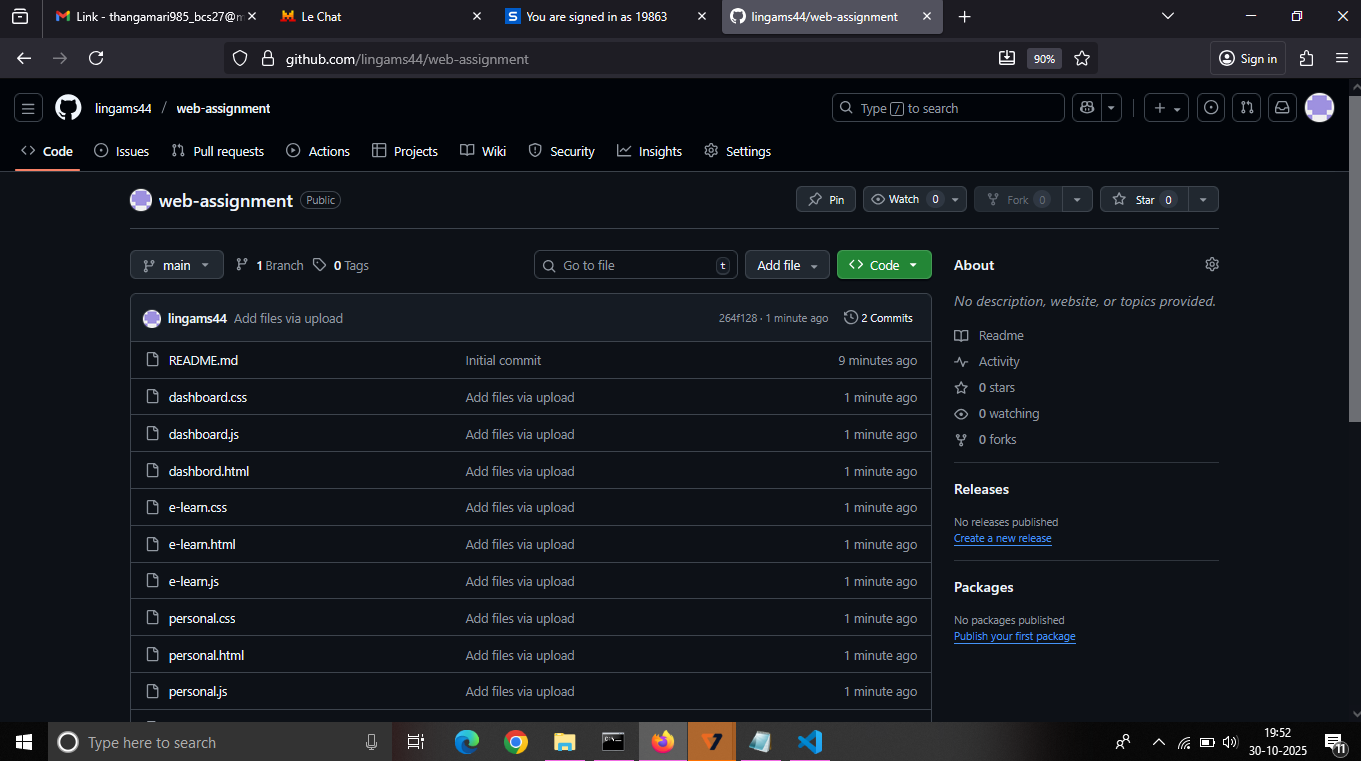 Link - thangamari985_bcs27@m
Le Chat
You are signed in as 19863
lingams44/web-assignment
github.com/lingams44/web-assignment
90%
Sign in
lingams44 / web-assignment
Type / to search
Code
Issues
Pull requests
Actions
Projects
Wiki
Security
Insights
Settings
web-assignment
Public
Pin
Watch 0
Fork 0
Star 0
main
1 Branch
0 Tags
Go to file
t
Add file
Code
lingams44 Add files via upload
264f128 · 1 minute ago
2 Commits
README.md Initial commit 9 minutes ago
dashboard.css Add files via upload 1 minute ago
dashboard.js Add files via upload 1 minute ago
dashbord.html Add files via upload 1 minute ago
e-learn.css Add files via upload 1 minute ago
e-learn.html Add files via upload 1 minute ago
e-learn.js Add files via upload 1 minute ago
personal.css Add files via upload 1 minute ago
personal.html Add files via upload 1 minute ago
personal.js Add files via upload 1 minute ago
About
No description, website, or topics provided.
Readme
Activity
0 stars
0 watching
0 forks
Releases
No releases published
Create a new release
Packages
No packages published
Publish your first package
Type here to search
19:52
30-10-2025
11